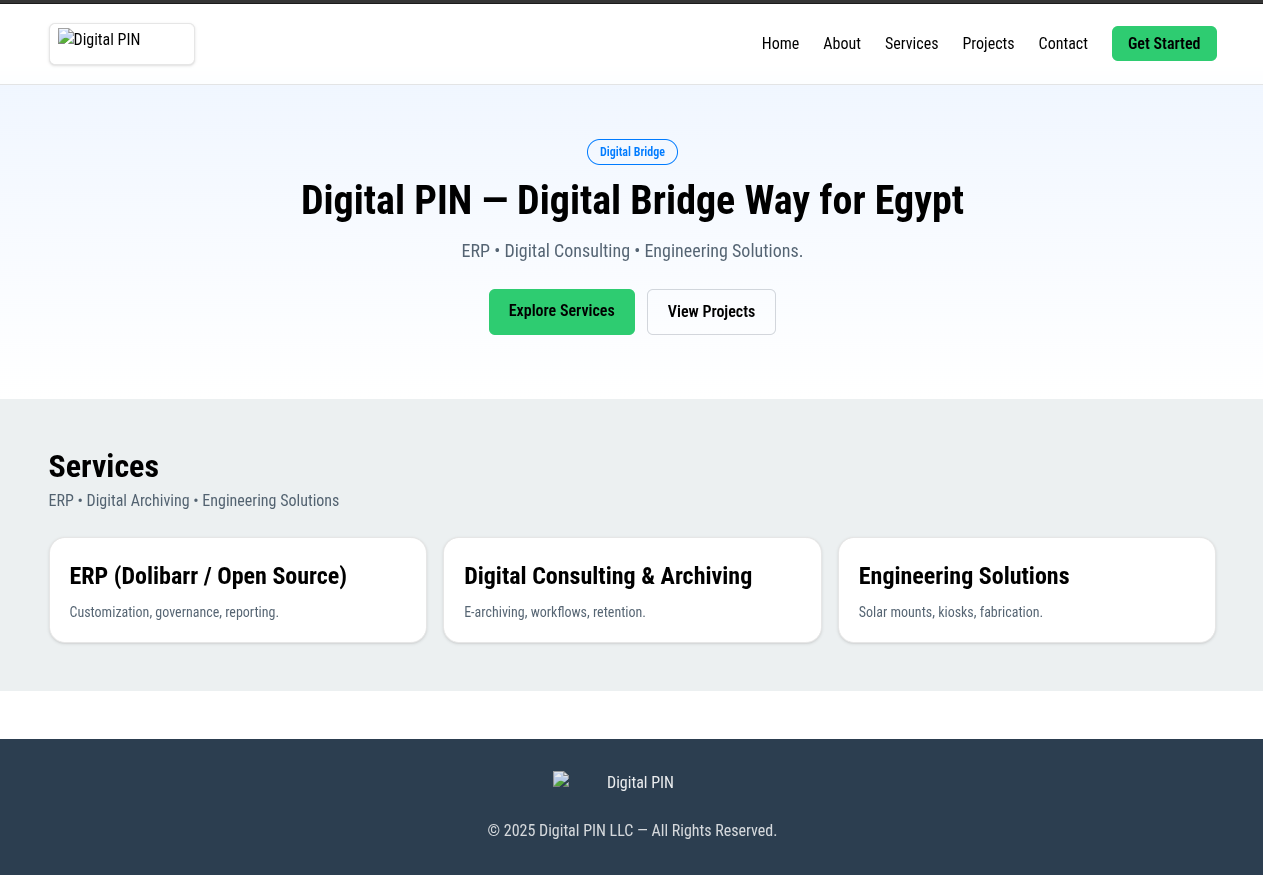 Digital PIN
Home About Services Projects Contact Get Started
Digital Bridge
Digital PIN — Digital Bridge Way for Egypt
ERP • Digital Consulting • Engineering Solutions.
Explore Services View Projects
Services
ERP • Digital Archiving • Engineering Solutions
ERP (Dolibarr / Open Source)
Customization, governance, reporting.
Digital Consulting & Archiving
E-archiving, workflows, retention.
Engineering Solutions
Solar mounts, kiosks, fabrication.
Digital PIN
© 2025 Digital PIN LLC — All Rights Reserved.